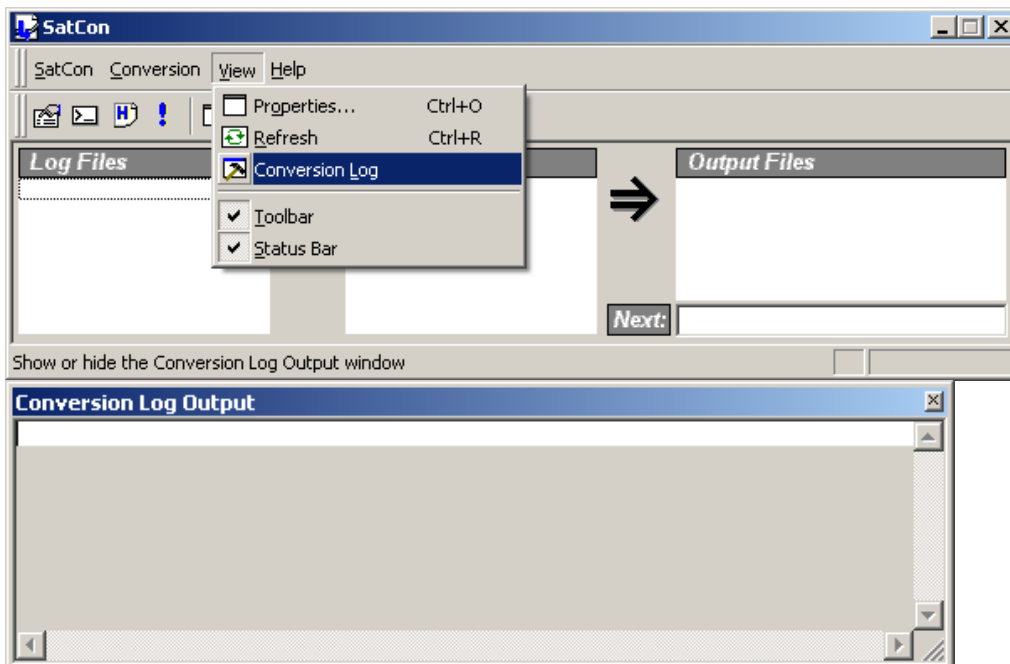 SatCon
SatCon Conversion View Help
Properties... Ctrl+O
Refresh Ctrl+R
Conversion Log
Toolbar
Status Bar
Log Files
Output Files
Next:
Show or hide the Conversion Log Output window
Conversion Log Output